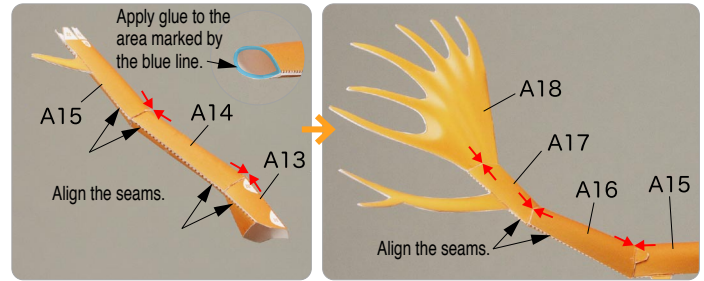 Apply glue to the
area marked by
the blue line.
A15
A14
A13
Align the seams.
A18
A17
A16
A15
Align the seams.